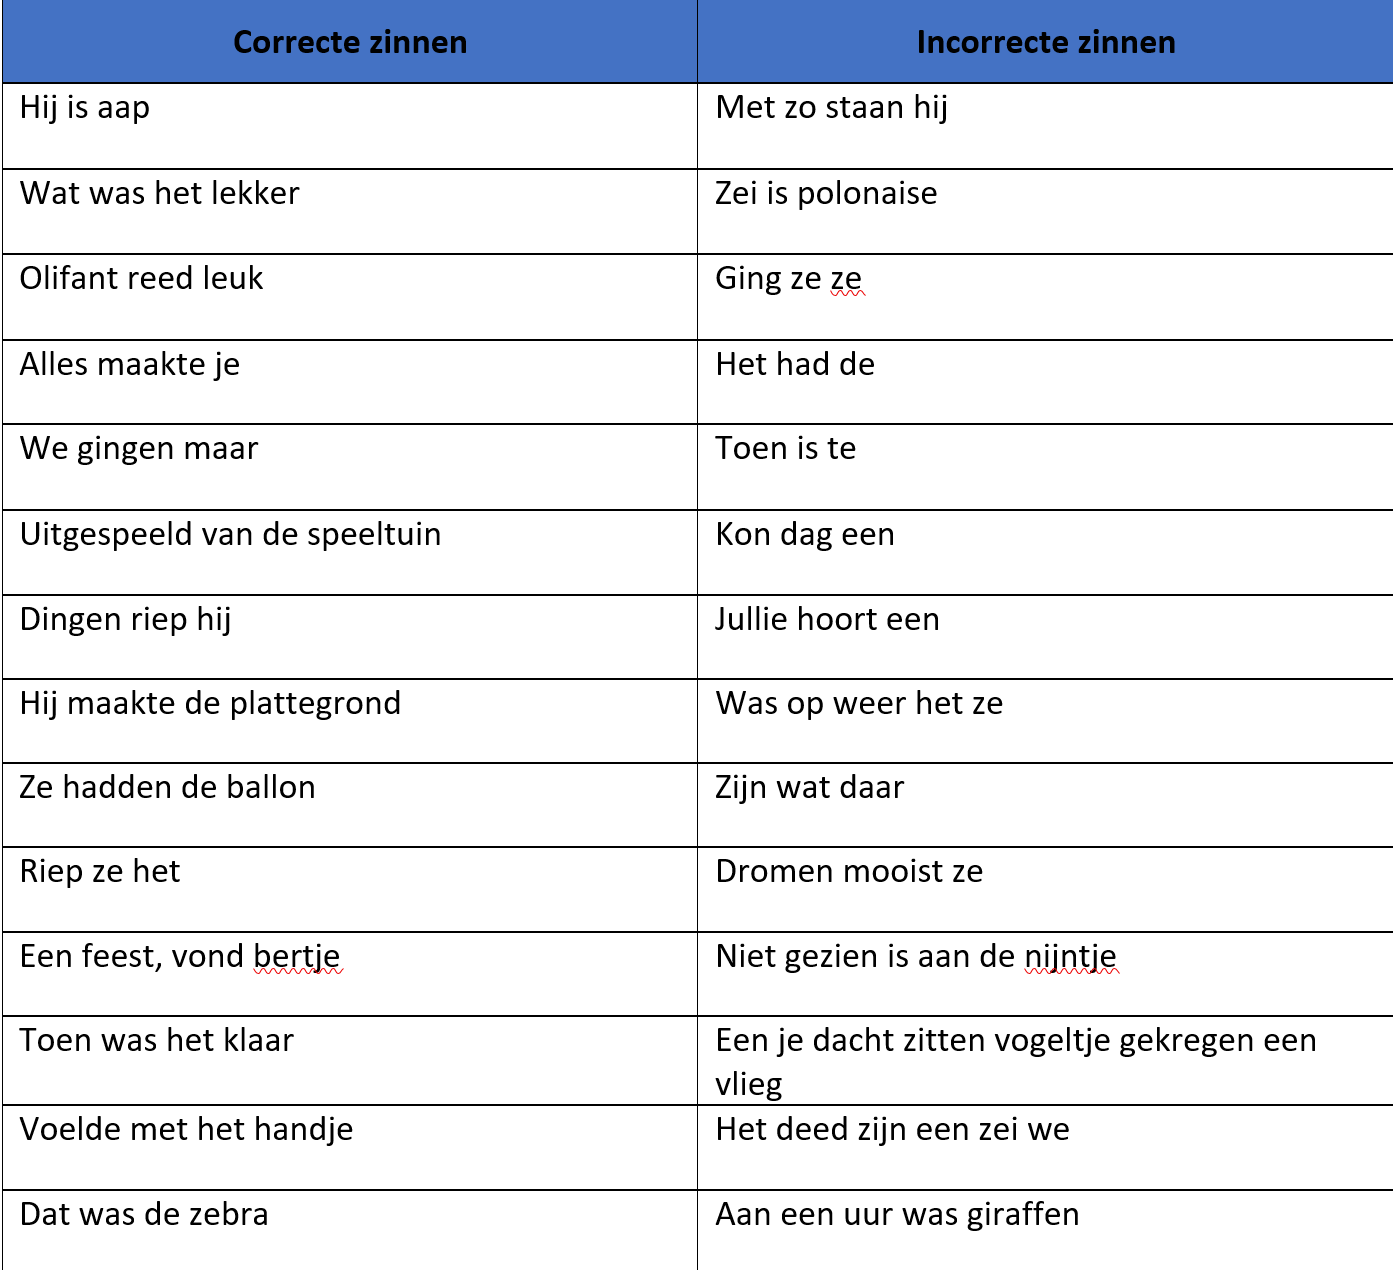 Correcte zinnen
Incorrecte zinnen
Hij is aap
Met zo staan hij
Wat was het lekker
Zei is polonaise
Olifant reed leuk
Ging ze ze
Alles maakte je
Het had de
We gingen maar
Toen is te
Uitgespeeld van de speeltuin
Kon dag een
Dingen riep hij
Jullie hoort een
Hij maakte de plattegrond
Was op weer het ze
Ze hadden de ballon
Zijn wat daar
Riep ze het
Dromen mooist ze
Een feest, vond bertje
Niet gezien is aan de nijntje
Toen was het klaar
Een je dacht zitten vogeltje gekregen een
vlieg
Voelde met het handje
Het deed zijn een zei we
Dat was de zebra
Aan een uur was giraffen